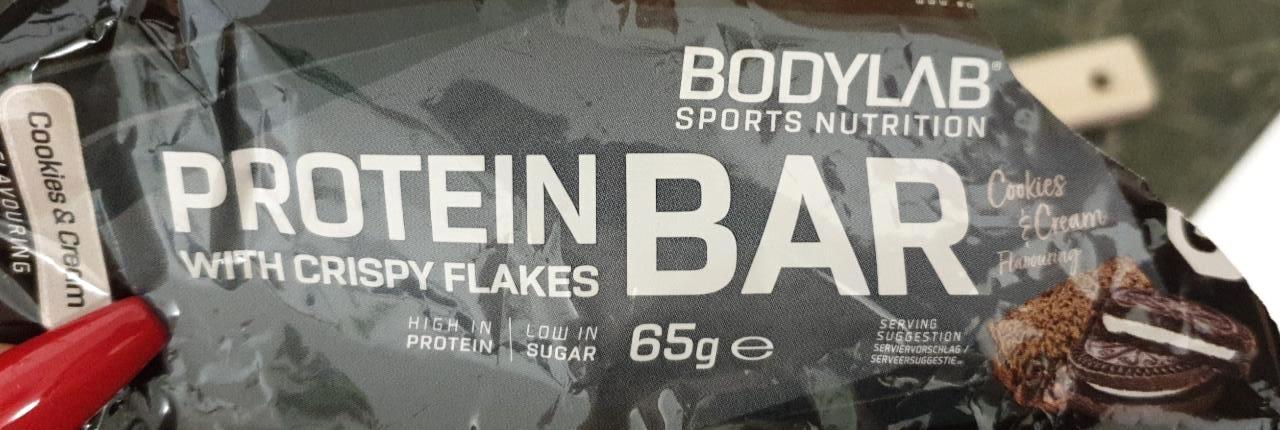 BODYLAB®
SPORTS NUTRITION
PROTEIN BAR
WITH CRISPY FLAKES
HIGH IN PROTEIN
LOW IN SUGAR
65g ℮
Cookies
& Cream
Flavouring
SERVING
SUGGESTION
SERVIERVORSCHLAG /
SERVEERSUGGESTIE
Cookies & Cream